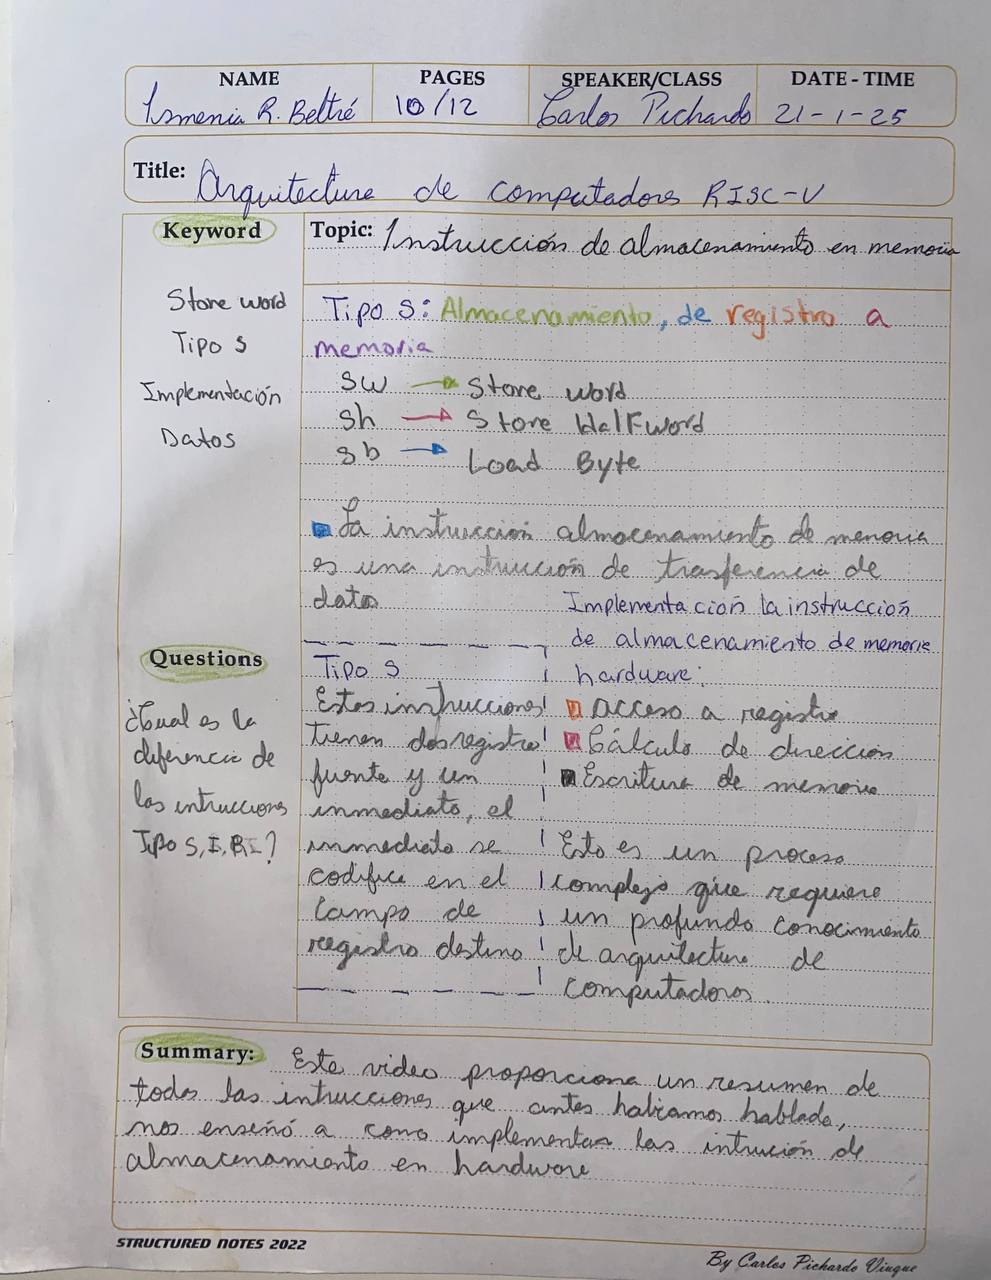 NAME PAGES SPEAKER/CLASS DATE - TIME
Ismenia R. Beltré 10/12 Carlos Pichardo 21-1-25
Title: Arquitectura de computadora RISC-V
Keyword
Store word
Tipo S
Implementación
Datos
Topic: Instrucción de almacenamiento en memoria
Tipo S: Almacenamiento, de registro a
memoria
sw → Store word
sh → Store Halfword
sb → Load Byte
La instrucción almacenamiento de memoria
es una instrucción de trasferencia de
datos
Tipo S
Estas instrucciones
tienen dos registro
fuente y un
inmediato, el
inmediato se
codifica en el
campo de
registro destino
Implementación la instrucción
de almacenamiento de memoria
hardware:
acceso a registro
Cálculo de dirección
Escritura de memoria
Esto es un proceso
complejo que requiere
un profundo conocimiento
de arquitectura de
computadoras.
Questions
¿Cual es la
diferencia de
las intrucciones
Tipo S, I, RI?
Summary: Este video proporciona un resumen de
todas las intrucciones que antes habiamos hablado,
nos enseñó a como implementar las intrución de
almacenamiento en hardware
STRUCTURED NOTES 2022
By Carlos Pichardo Viuque